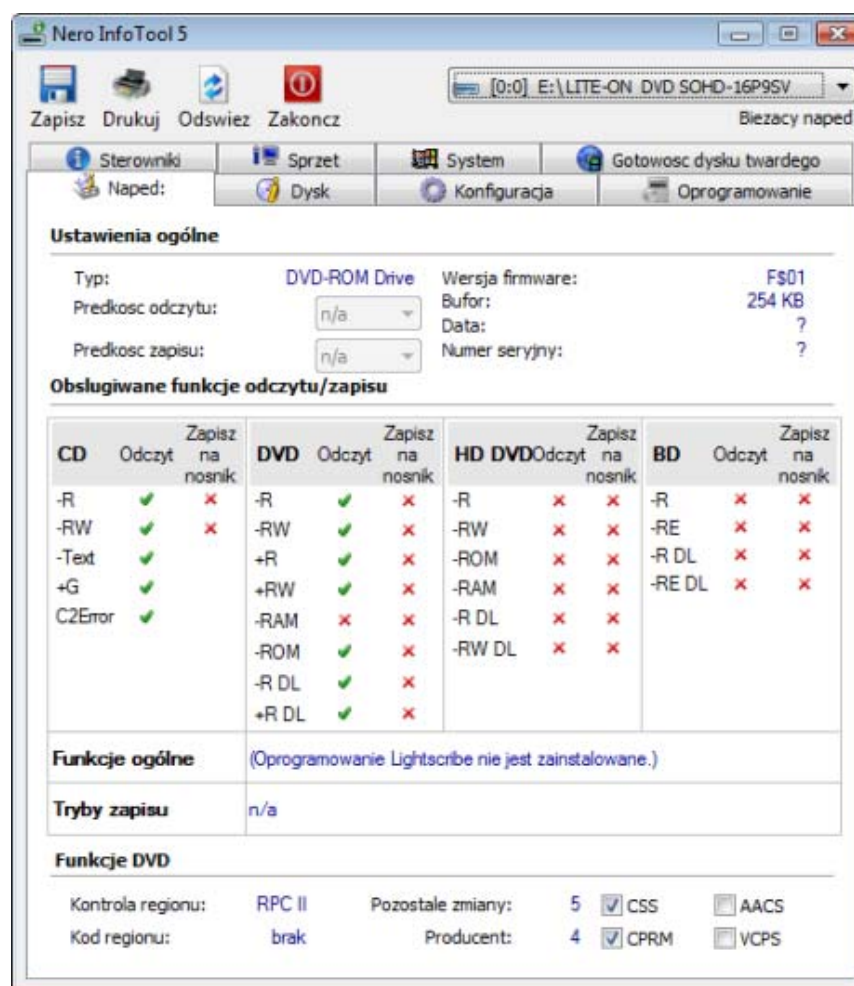 Nero InfoTool 5
Zapisz Drukuj Odswiez Zakoncz
[0:0] E:\LITE-ON DVD SOHD-16P9SV
Biezacy naped
Sterowniki Sprzet System Gotowosc dysku twardego
Naped: Dysk Konfiguracja Oprogramowanie
Ustawienia ogólne
Typ: DVD-ROM Drive Wersja firmware: F$01
Predkosc odczytu: n/a Bufor: 254 KB
Data: ?
Predkosc zapisu: n/a Numer seryjny: ?
Obslugiwane funkcje odczytu/zapisu
CD Odczyt Zapisz na nosnik DVD Odczyt Zapisz na nosnik HD DVD Odczyt Zapisz na nosnik BD Odczyt Zapisz na nosnik
-R -R -R -R
-RW -RW -RW -RE
-Text +R -ROM -R DL
+G +RW -RAM -RE DL
C2Error -RAM -R DL
-ROM -RW DL
-R DL
+R DL
Funkcje ogólne (Oprogramowanie Lightscribe nie jest zainstalowane.)
Tryby zapisu n/a
Funkcje DVD
Kontrola regionu: RPC II Pozostale zmiany: 5 CSS AACS
Kod regionu: brak Producent: 4 CPRM VCPS